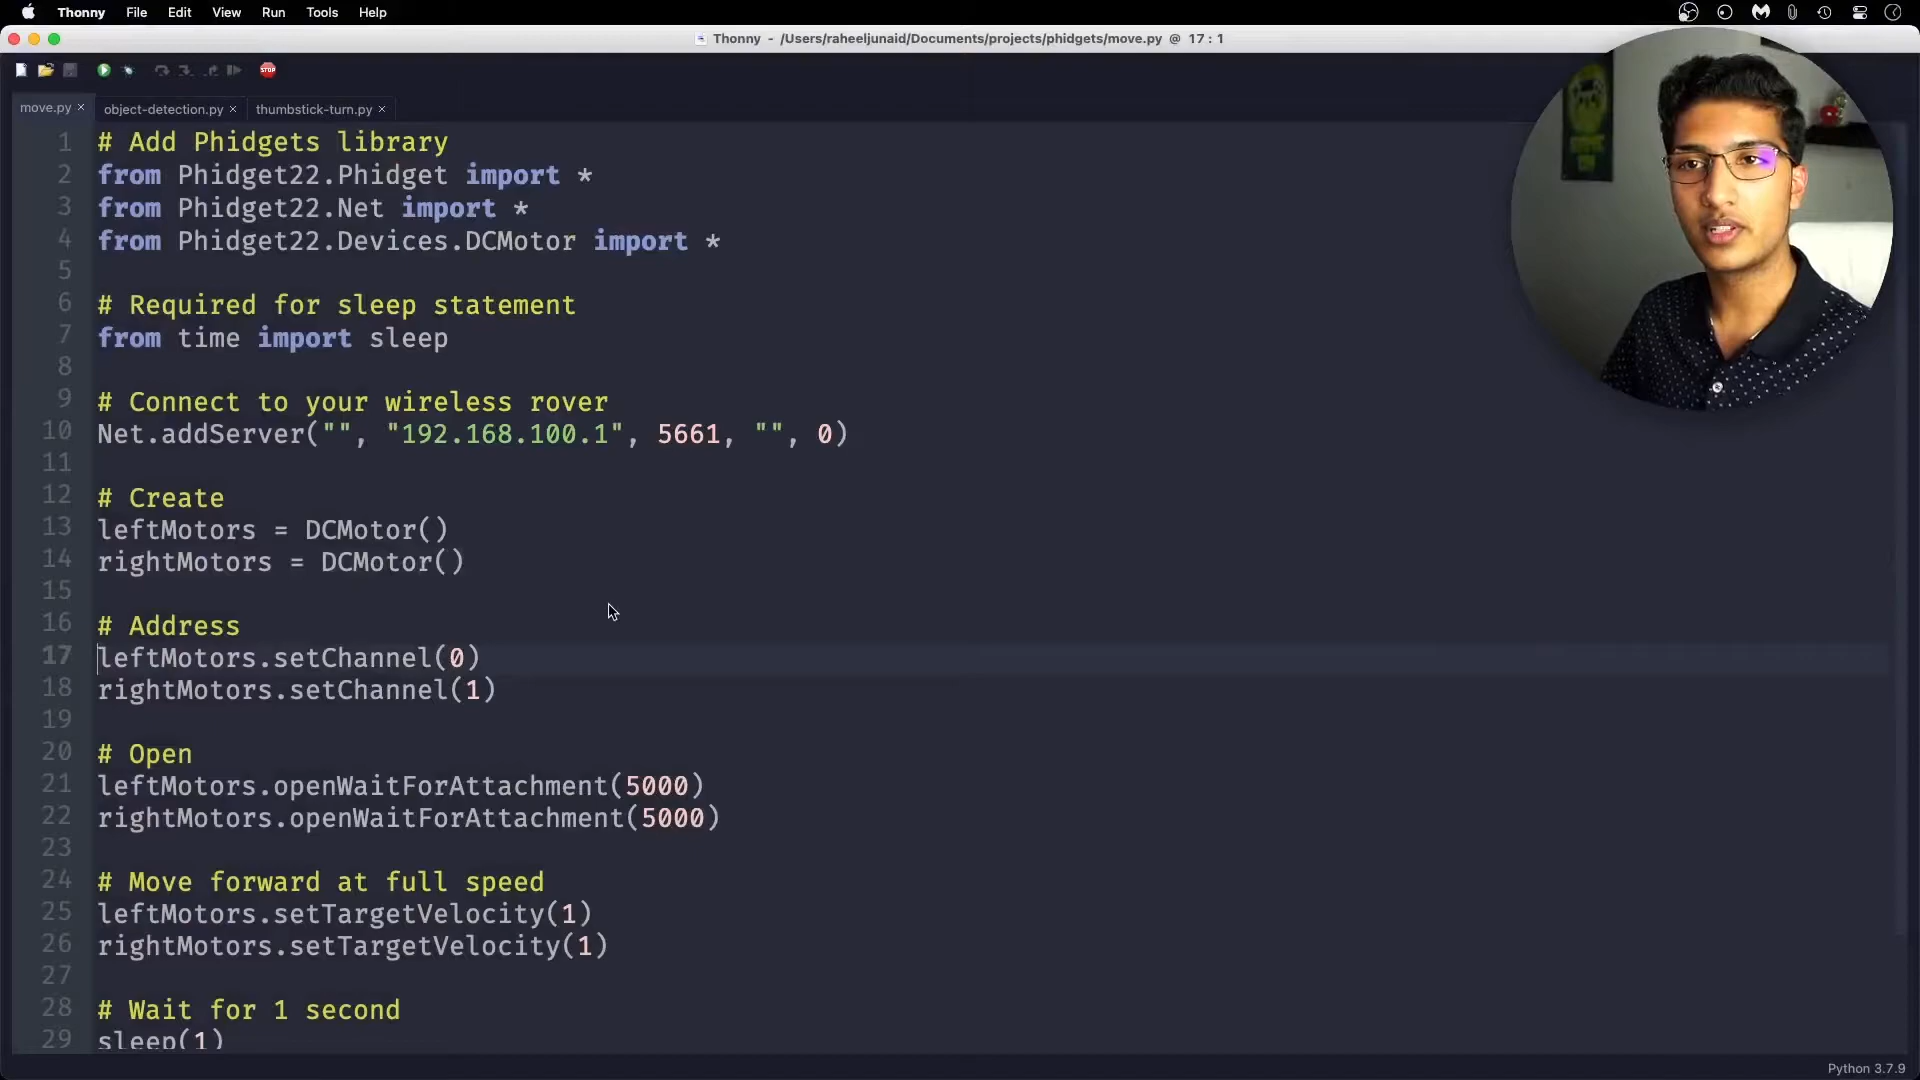 Thonny File Edit View Run Tools Help
Thonny - /Users/raheeljunaid/Documents/projects/phidgets/move.py @ 17 : 1
STOP
move.py × object-detection.py × thumbstick-turn.py ×
1 # Add Phidgets library
2 from Phidget22.Phidget import *
3 from Phidget22.Net import *
4 from Phidget22.Devices.DCMotor import *
5
6 # Required for sleep statement
7 from time import sleep
8
9 # Connect to your wireless rover
10 Net.addServer("", "192.168.100.1", 5661, "", 0)
11
12 # Create
13 leftMotors = DCMotor()
14 rightMotors = DCMotor()
15
16 # Address
17 leftMotors.setChannel(0)
18 rightMotors.setChannel(1)
19
20 # Open
21 leftMotors.openWaitForAttachment(5000)
22 rightMotors.openWaitForAttachment(5000)
23
24 # Move forward at full speed
25 leftMotors.setTargetVelocity(1)
26 rightMotors.setTargetVelocity(1)
27
28 # Wait for 1 second
29 sleep(1)
Python 3.7.9